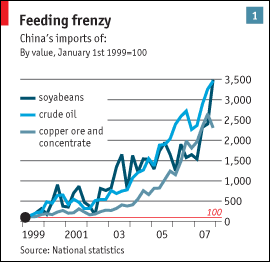 Feeding frenzy
1
China's imports of:
By value, January 1st 1999=100
soyabeans
crude oil
copper ore and
concentrate
3,500
3,000
2,500
2,000
1,500
1,000
500
100
0
1999 2001 03 05 07
Source: National statistics